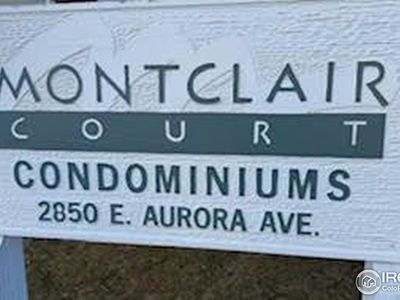 MONTCLAIR
COURT
CONDOMINIUMS
2850 E. AURORA AVE.